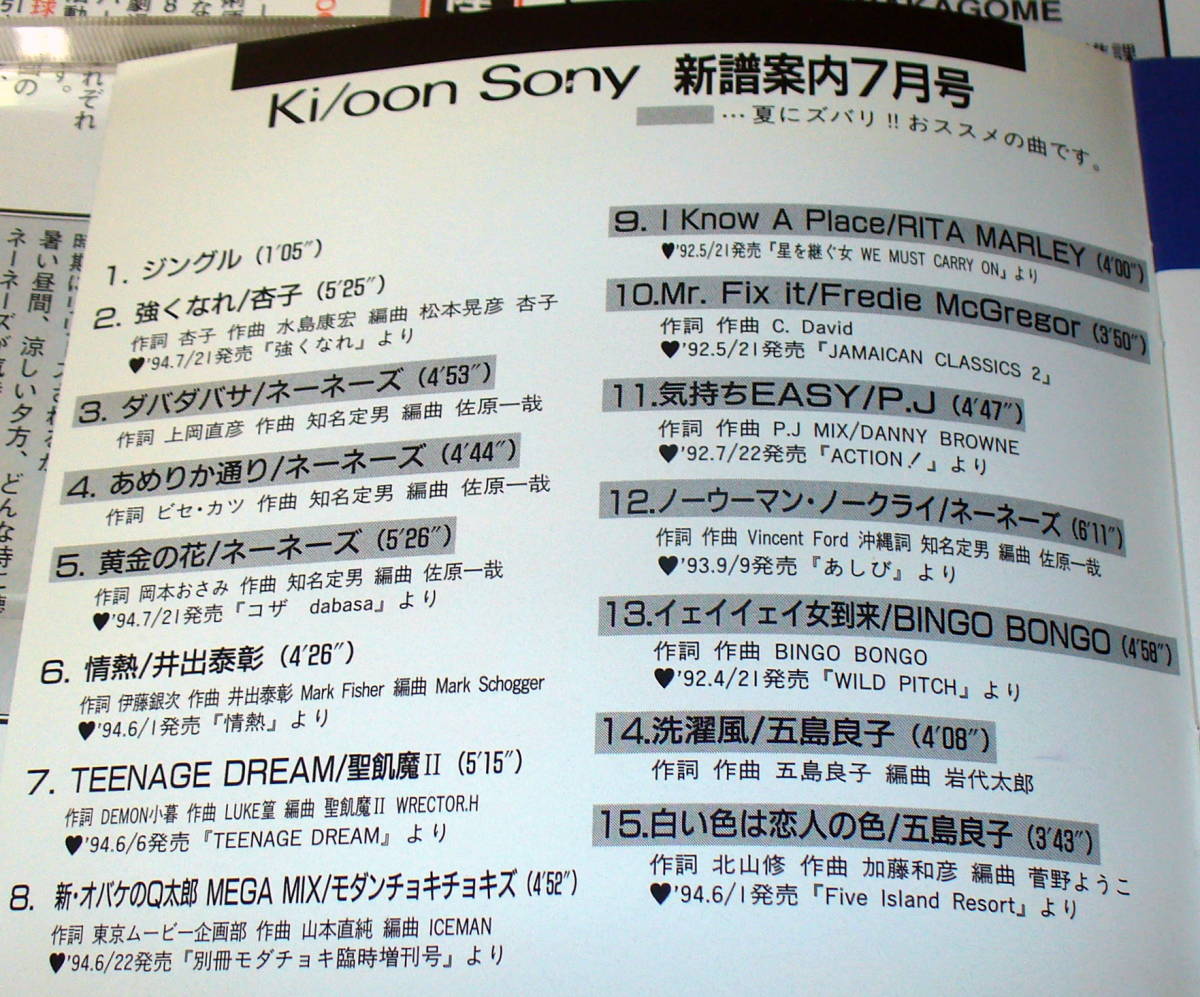 KAGOME
Ki/oon Sony 新譜案内7月号
…夏にズバリ!!おススメの曲です。
1. ジングル (1′05″)
2. 強くなれ/杏子 (5′25″)
作詞 杏子 作曲 水島康宏 編曲 松本晃彦 杏子
♥'94.7/21発売『強くなれ』より
3. ダバダバサ/ネーネーズ (4′53″)
作詞 上岡直彦 作曲 知名定男 編曲 佐原一哉
4. あめりか通り/ネーネーズ (4′44″)
作詞 ビセ・カツ 作曲 知名定男 編曲 佐原一哉
5. 黄金の花/ネーネーズ (5′26″)
作詞 岡本おさみ 作曲 知名定男 編曲 佐原一哉
♥'94.7/21発売『コザ dabasa』より
6. 情熱/井出泰彰 (4′26″)
作詞 伊藤銀次 作曲 井出泰彰 Mark Fisher 編曲 Mark Schogger
♥'94.6/1発売『情熱』より
7. TEENAGE DREAM/聖飢魔II (5′15″)
作詞 DEMON小暮 作曲 LUKE篁 編曲 聖飢魔II WRECTOR.H
♥'94.6/6発売『TEENAGE DREAM』より
8. 新・オバケのQ太郎 MEGA MIX/モダンチョキチョキズ (4′52″)
作詞 東京ムービー企画部 作曲 山本直純 編曲 ICEMAN
♥'94.6/22発売『別冊モダチョキ臨時増刊号』より
9. I Know A Place/RITA MARLEY (4′00″)
♥'92.5/21発売『星を継ぐ女 WE MUST CARRY ON』より
10.Mr. Fix it/Fredie McGregor (3′50″)
作詞 作曲 C. David
♥'92.5/21発売『JAMAICAN CLASSICS 2』
11.気持ちEASY/P.J (4′47″)
作詞 作曲 P.J MIX/DANNY BROWNE
♥'92.7/22発売『ACTION!』より
12.ノーウーマン・ノークライ/ネーネーズ (6′11″)
作詞 作曲 Vincent Ford 沖縄詞 知名定男 編曲 佐原一哉
♥'93.9/9発売『あしび』より
13.イェイイェイ女到来/BINGO BONGO (4′58″)
作詞 作曲 BINGO BONGO
♥'92.4/21発売『WILD PITCH』より
14.洗濯風/五島良子 (4′08″)
作詞 作曲 五島良子 編曲 岩代太郎
15.白い色は恋人の色/五島良子 (3′43″)
作詞 北山修 作曲 加藤和彦 編曲 菅野ようこ
♥'94.6/1発売『Five Island Resort』より
暑い昼間、涼しい夕方、どんな時に